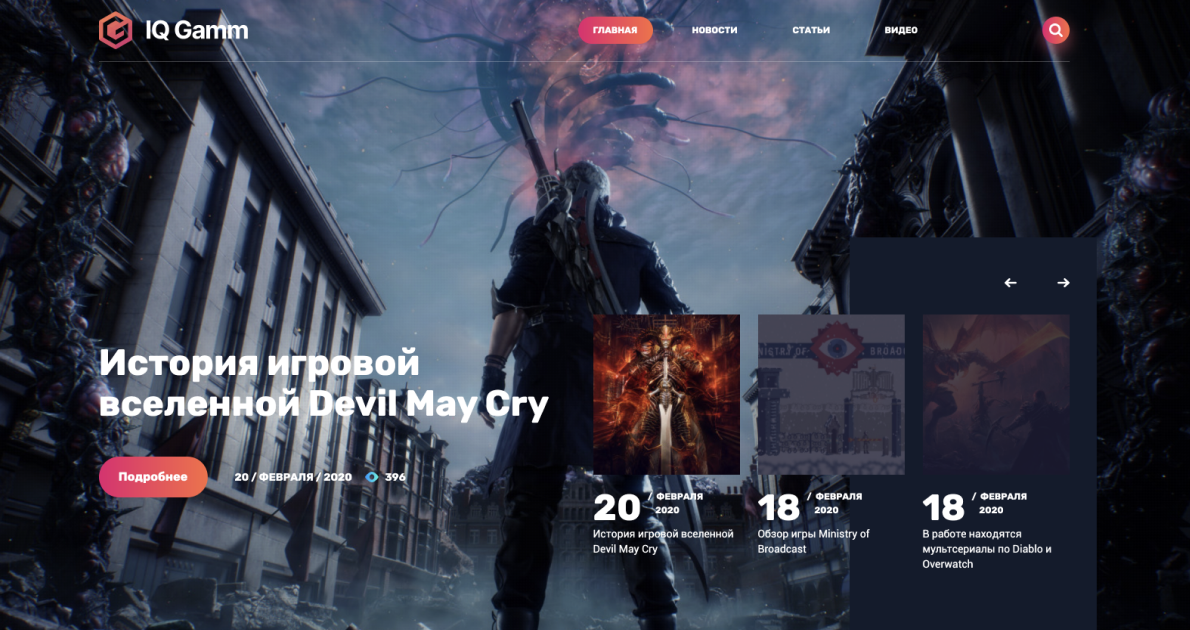 IQ Gamm
ГЛАВНАЯ
НОВОСТИ
СТАТЬИ
ВИДЕО
История игровой
вселенной Devil May Cry
Подробнее
20 / ФЕВРАЛЯ / 2020
396
20 / ФЕВРАЛЯ
2020
История игровой вселенной
Devil May Cry
18 / ФЕВРАЛЯ
2020
Обзор игры Ministry of
Broadcast
18 / ФЕВРАЛЯ
2020
В работе находятся
мультсериалы по Diablo и
Overwatch